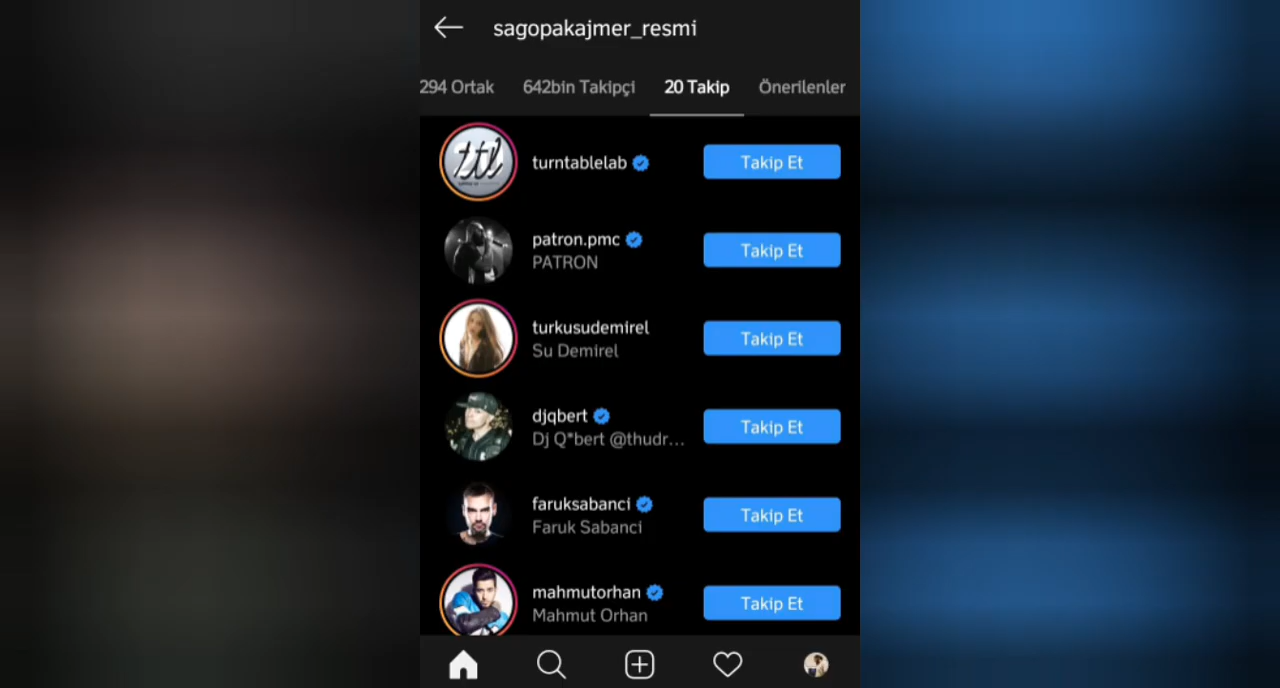 sagopakajmer_resmi
294 Ortak 642bin Takipçi 20 Takip Önerilenler
ttl
turntablelab Takip Et
patron.pmc
PATRON
Takip Et
turkusudemirel
Su Demirel
Takip Et
djqbert
Dj Q*bert @thudr...
Takip Et
faruksabanci
Faruk Sabanci
Takip Et
mahmutorhan
Mahmut Orhan
Takip Et